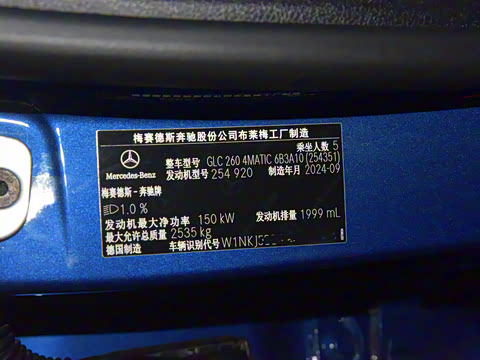 梅赛德斯奔驰股份公司布莱梅工厂制造
乘坐人数 5
整车型号 GLC 260 4MATIC 6B3A10 (254351)
发动机型号 254 920 制造年月 2024-09
Mercedes-Benz
梅赛德斯-奔驰牌
1.0 %
发动机最大净功率 150 kW 发动机排量 1999 mL
最大允许总质量 2535 kg
德国制造 车辆识别代号 W1NKJ